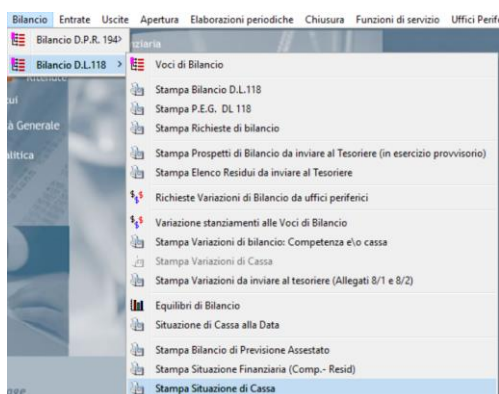 Bilancio Entrate Uscite Apertura Elaborazioni periodiche Chiusura Funzioni di servizio Uffici Perif
Bilancio D.P.R. 194>
Bilancio D.L.118 >
Voci di Bilancio
Stampa Bilancio D.L.118
Stampa P.E.G. DL 118
Stampa Richieste di bilancio
Stampa Prospetti di Bilancio da inviare al Tesoriere (in esercizio provvisorio)
Stampa Elenco Residui da inviare al Tesoriere
Richieste Variazioni di Bilancio da uffici periferici
Variazione stanziamenti alle Voci di Bilancio
Stampa Variazioni di bilancio: Competenza e\o cassa
Stampa Variazioni di Cassa
Stampa Variazioni da inviare al tesoriere (Allegati 8/1 e 8/2)
Equilibri di Bilancio
Situazione di Cassa alla Data
Stampa Bilancio di Previsione Assestato
Stampa Situazione Finanziaria (Comp.- Resid)
Stampa Situazione di Cassa
nziaria
tui
à Generale
alitica